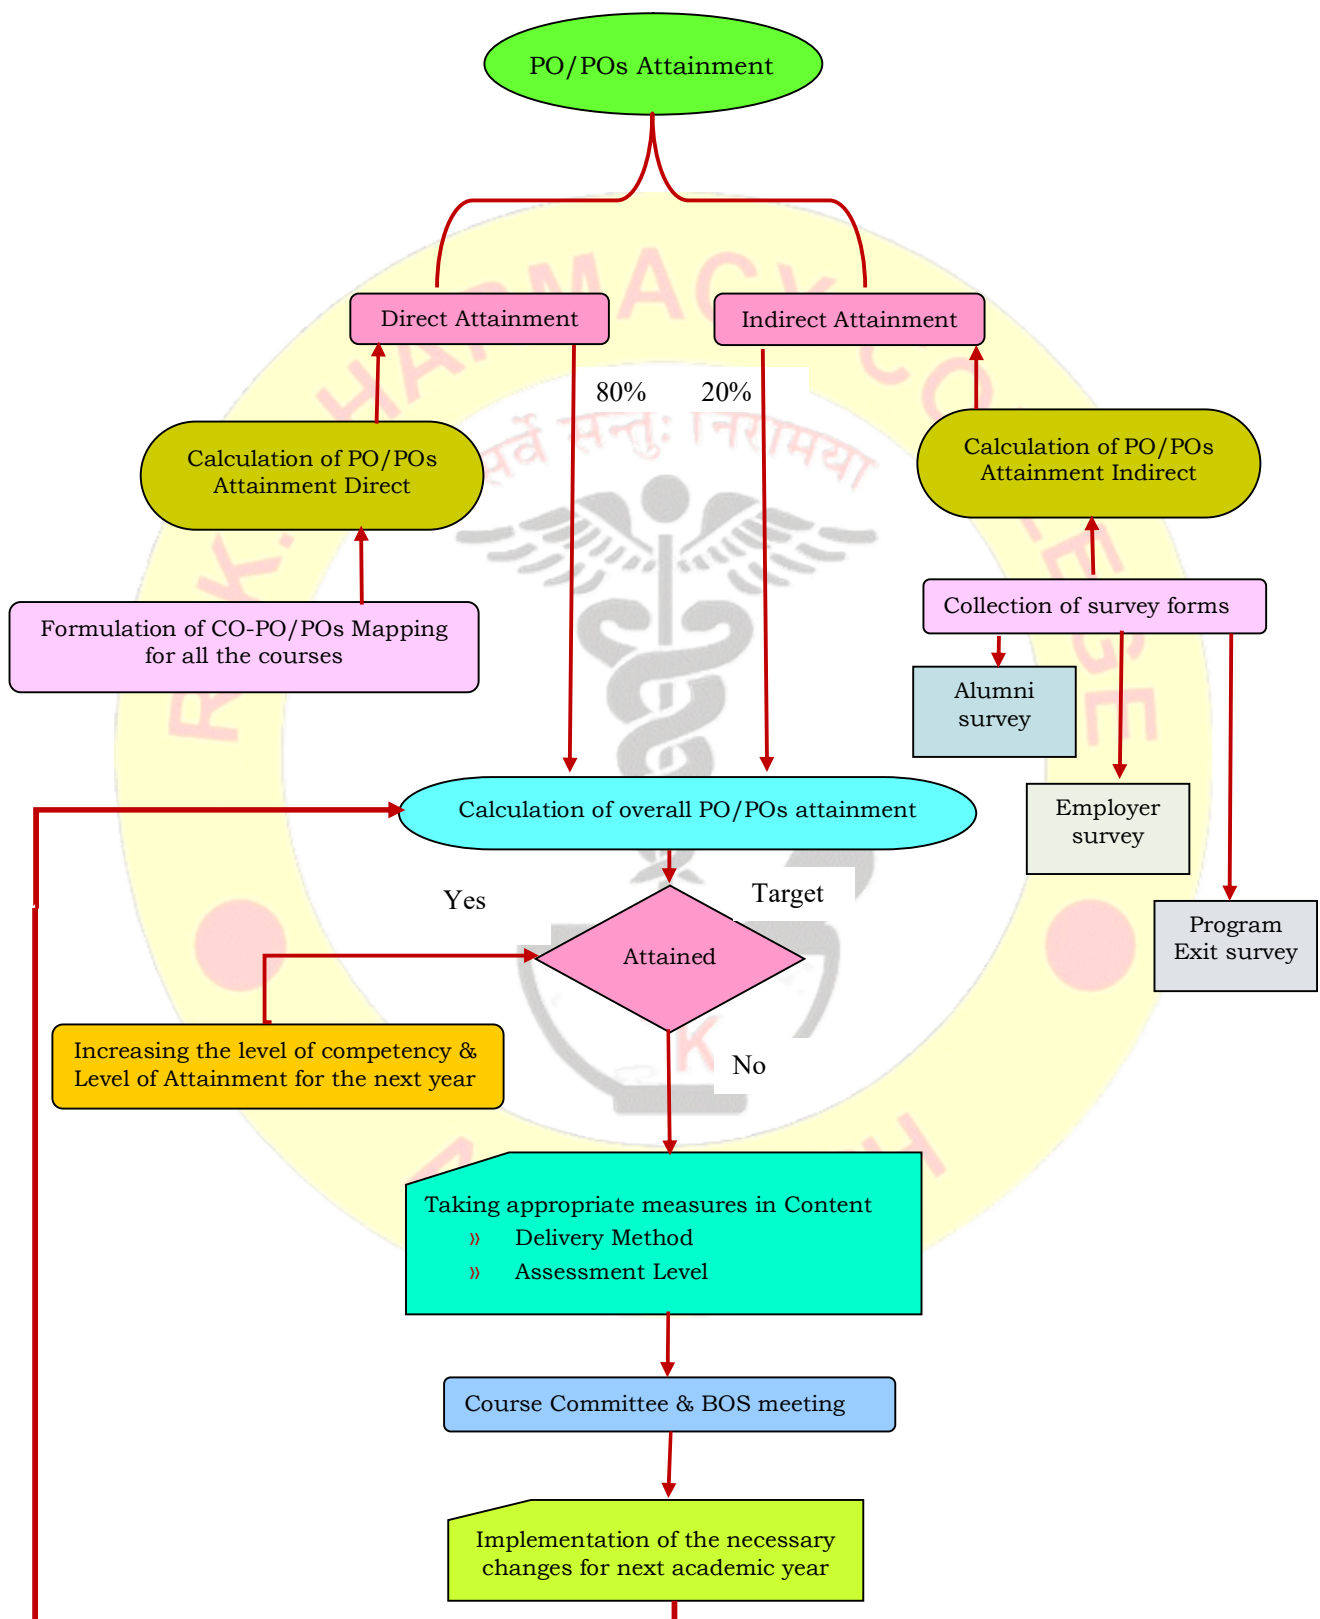 PO/POs Attainment
Direct Attainment
Indirect Attainment
80%
20%
Calculation of PO/POs
Attainment Direct
Calculation of PO/POs
Attainment Indirect
Formulation of CO-PO/POs Mapping
for all the courses
Collection of survey forms
Alumni
survey
Employer
survey
Program
Exit survey
Calculation of overall PO/POs attainment
Yes
Target
Attained
Increasing the level of competency &
Level of Attainment for the next year
No
Taking appropriate measures in Content
» Delivery Method
» Assessment Level
Course Committee & BOS meeting
Implementation of the necessary
changes for next academic year
सर्वे सन्तुः निरामया